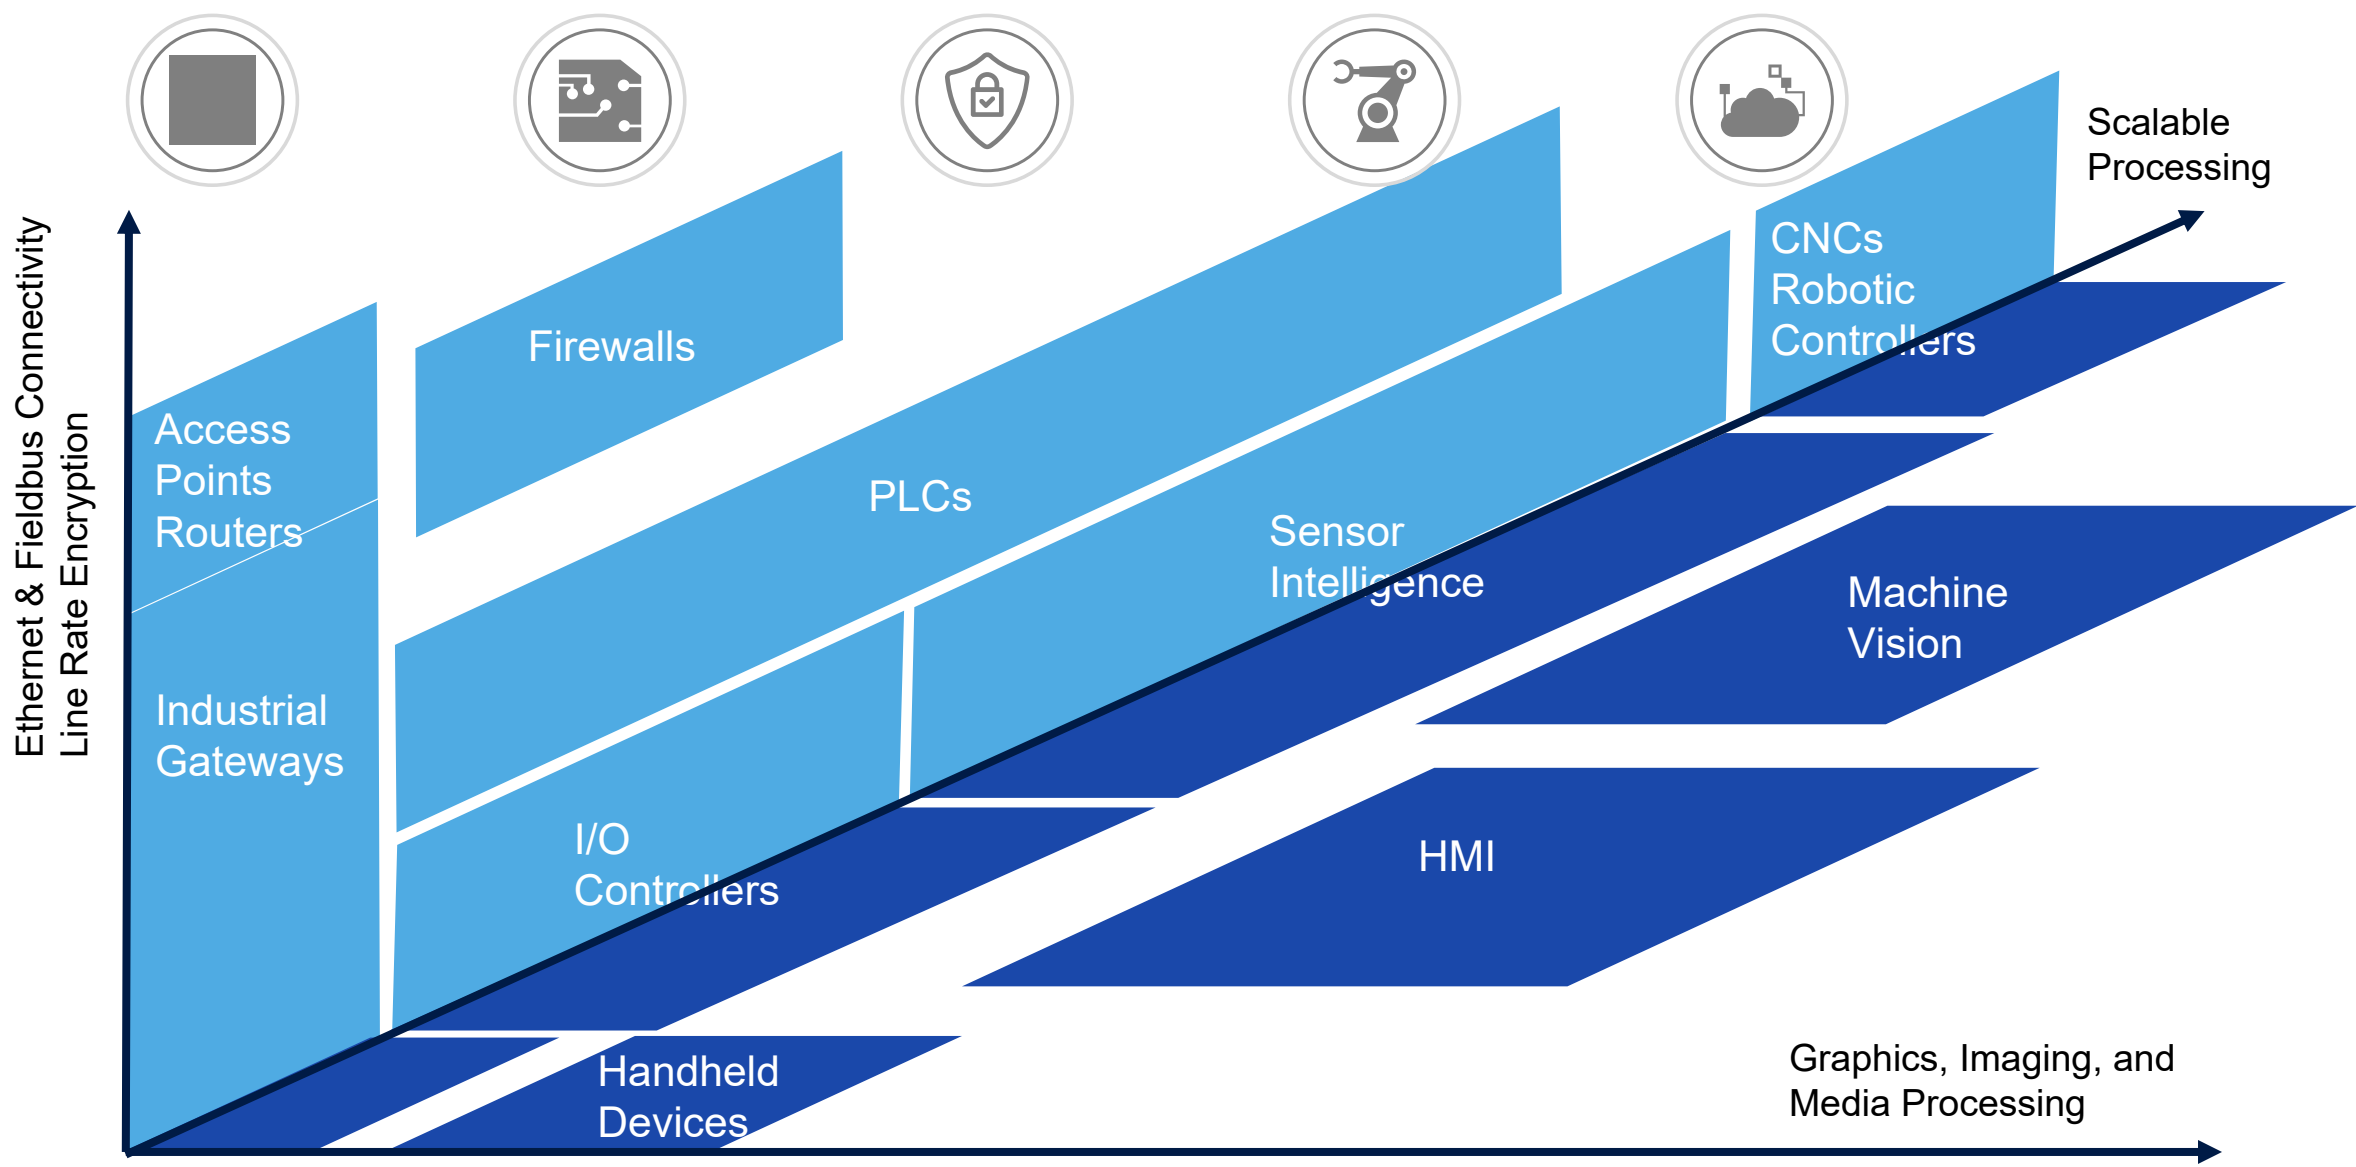 Scalable
Processing
CNCs
Robotic
Controllers
Firewalls
Access
Points
Routers
PLCs
Sensor
Intelligence
Machine
Vision
Industrial
Gateways
I/O
Controllers
HMI
Handheld
Devices
Graphics, Imaging, and
Media Processing
Ethernet & Fieldbus Connectivity
Line Rate Encryption